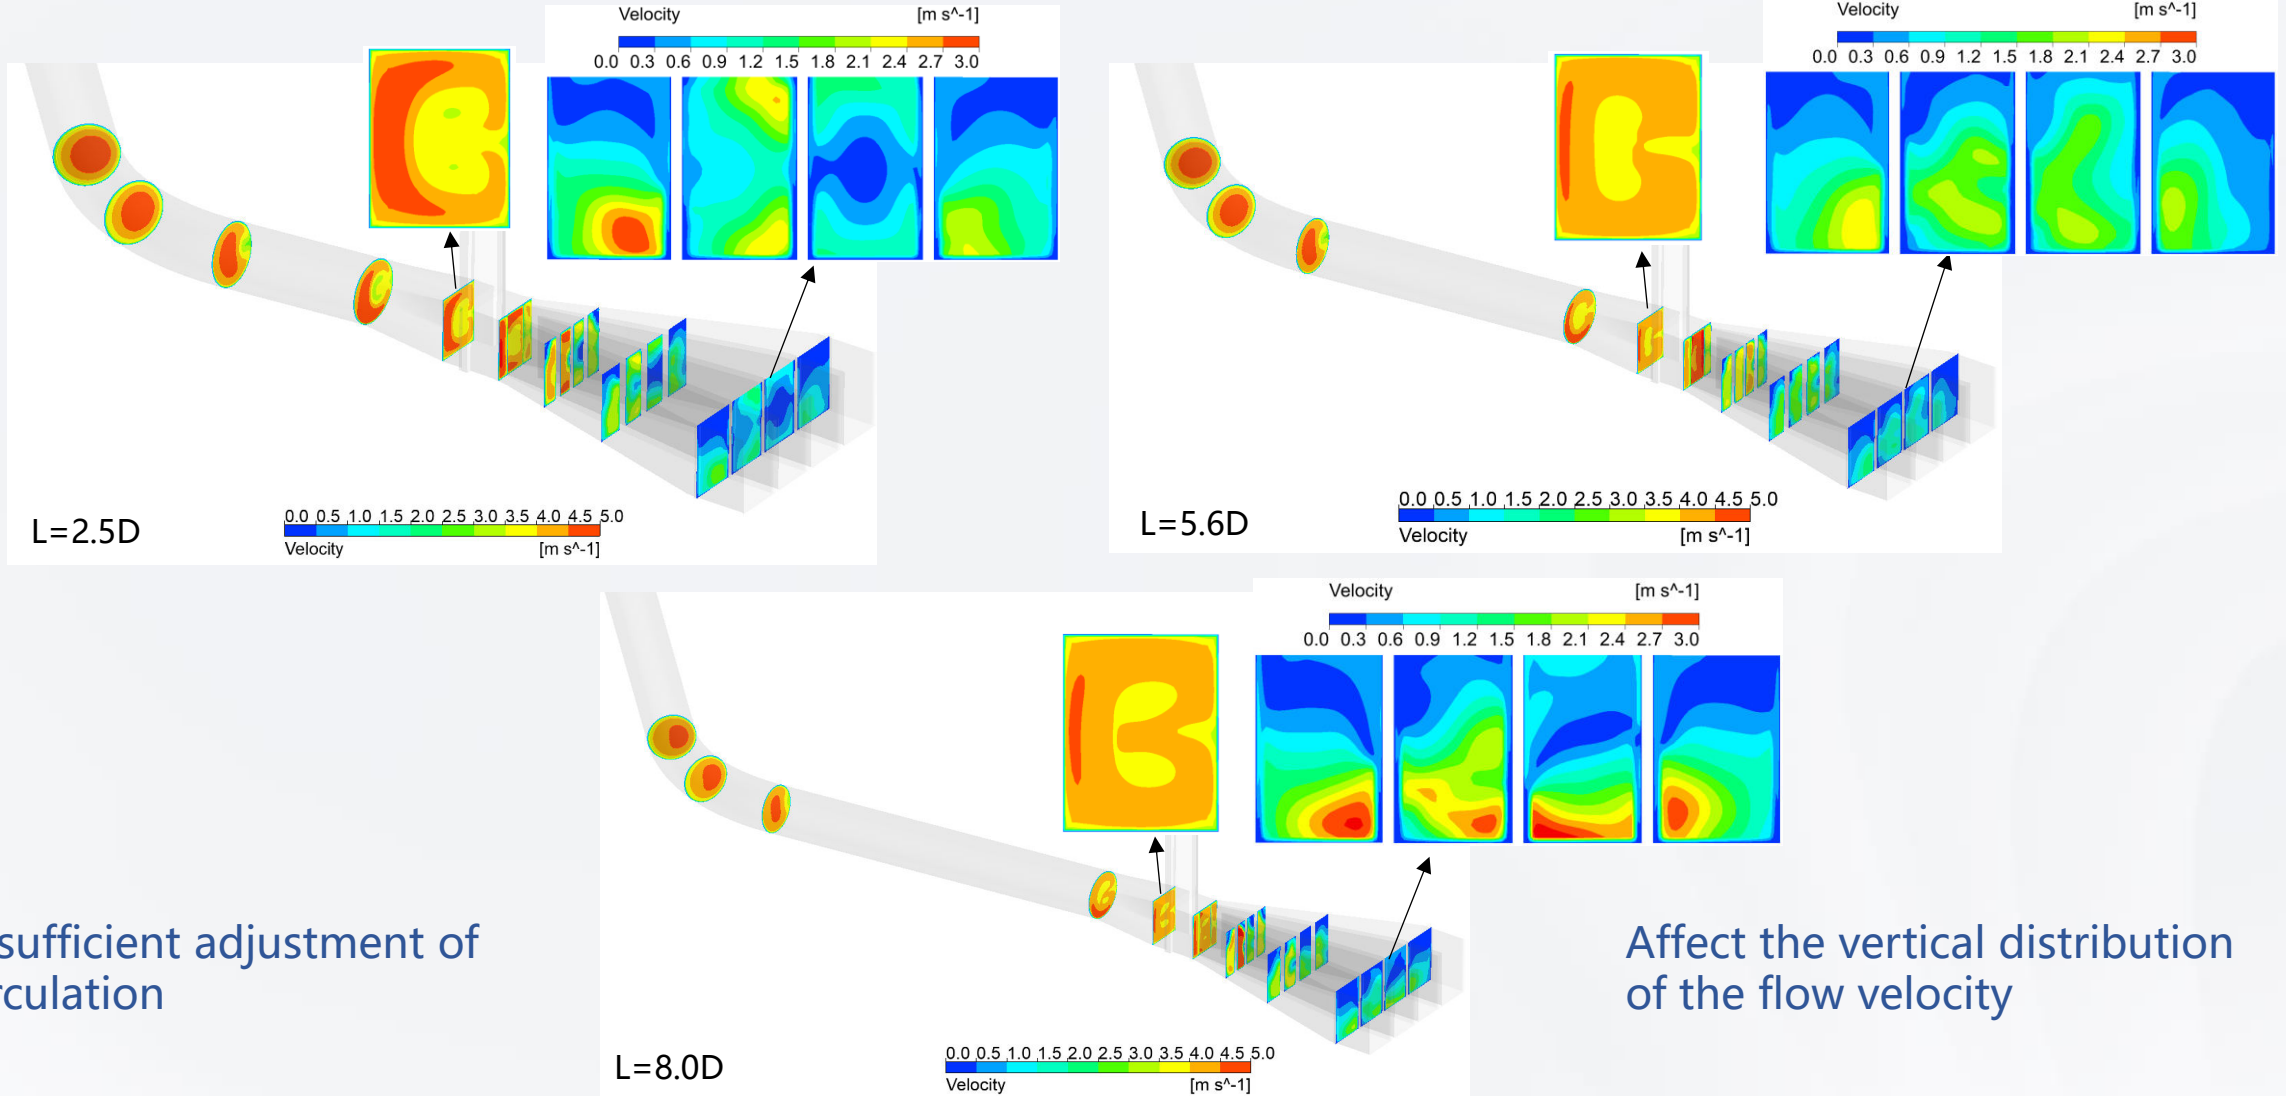 Velocity [m s^-1]
0.0 0.3 0.6 0.9 1.2 1.5 1.8 2.1 2.4 2.7 3.0
0.0 0.5 1.0 1.5 2.0 2.5 3.0 3.5 4.0 4.5 5.0
Velocity [m s^-1]
L=2.5D
Velocity [m s^-1]
0.0 0.3 0.6 0.9 1.2 1.5 1.8 2.1 2.4 2.7 3.0
0.0 0.5 1.0 1.5 2.0 2.5 3.0 3.5 4.0 4.5 5.0
Velocity [m s^-1]
L=5.6D
Velocity [m s^-1]
0.0 0.3 0.6 0.9 1.2 1.5 1.8 2.1 2.4 2.7 3.0
0.0 0.5 1.0 1.5 2.0 2.5 3.0 3.5 4.0 4.5 5.0
Velocity [m s^-1]
L=8.0D
sufficient adjustment of
rculation
Affect the vertical distribution
of the flow velocity